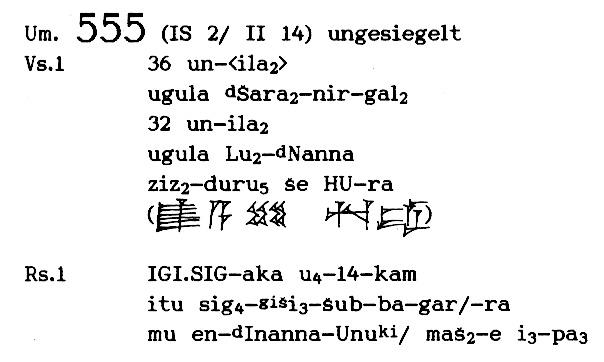 Um. 555 (IS 2/ II 14) ungesiegelt
Vs.1 36 un-<ila₂>
ugula ᵈŠara₂-nir-gal₂
32 un-ila₂
ugula Lu₂-ᵈNanna
ziz₂-duru₅ še HU-ra
Rs.1 IGI.SIG-aka u₄-14-kam
itu sig₄-ᵍⁱˢⁱ₃-šub-ba-gar/-ra
mu en-ᵈInanna-Unuᵏⁱ/ maš₂-e i₃-pa₃